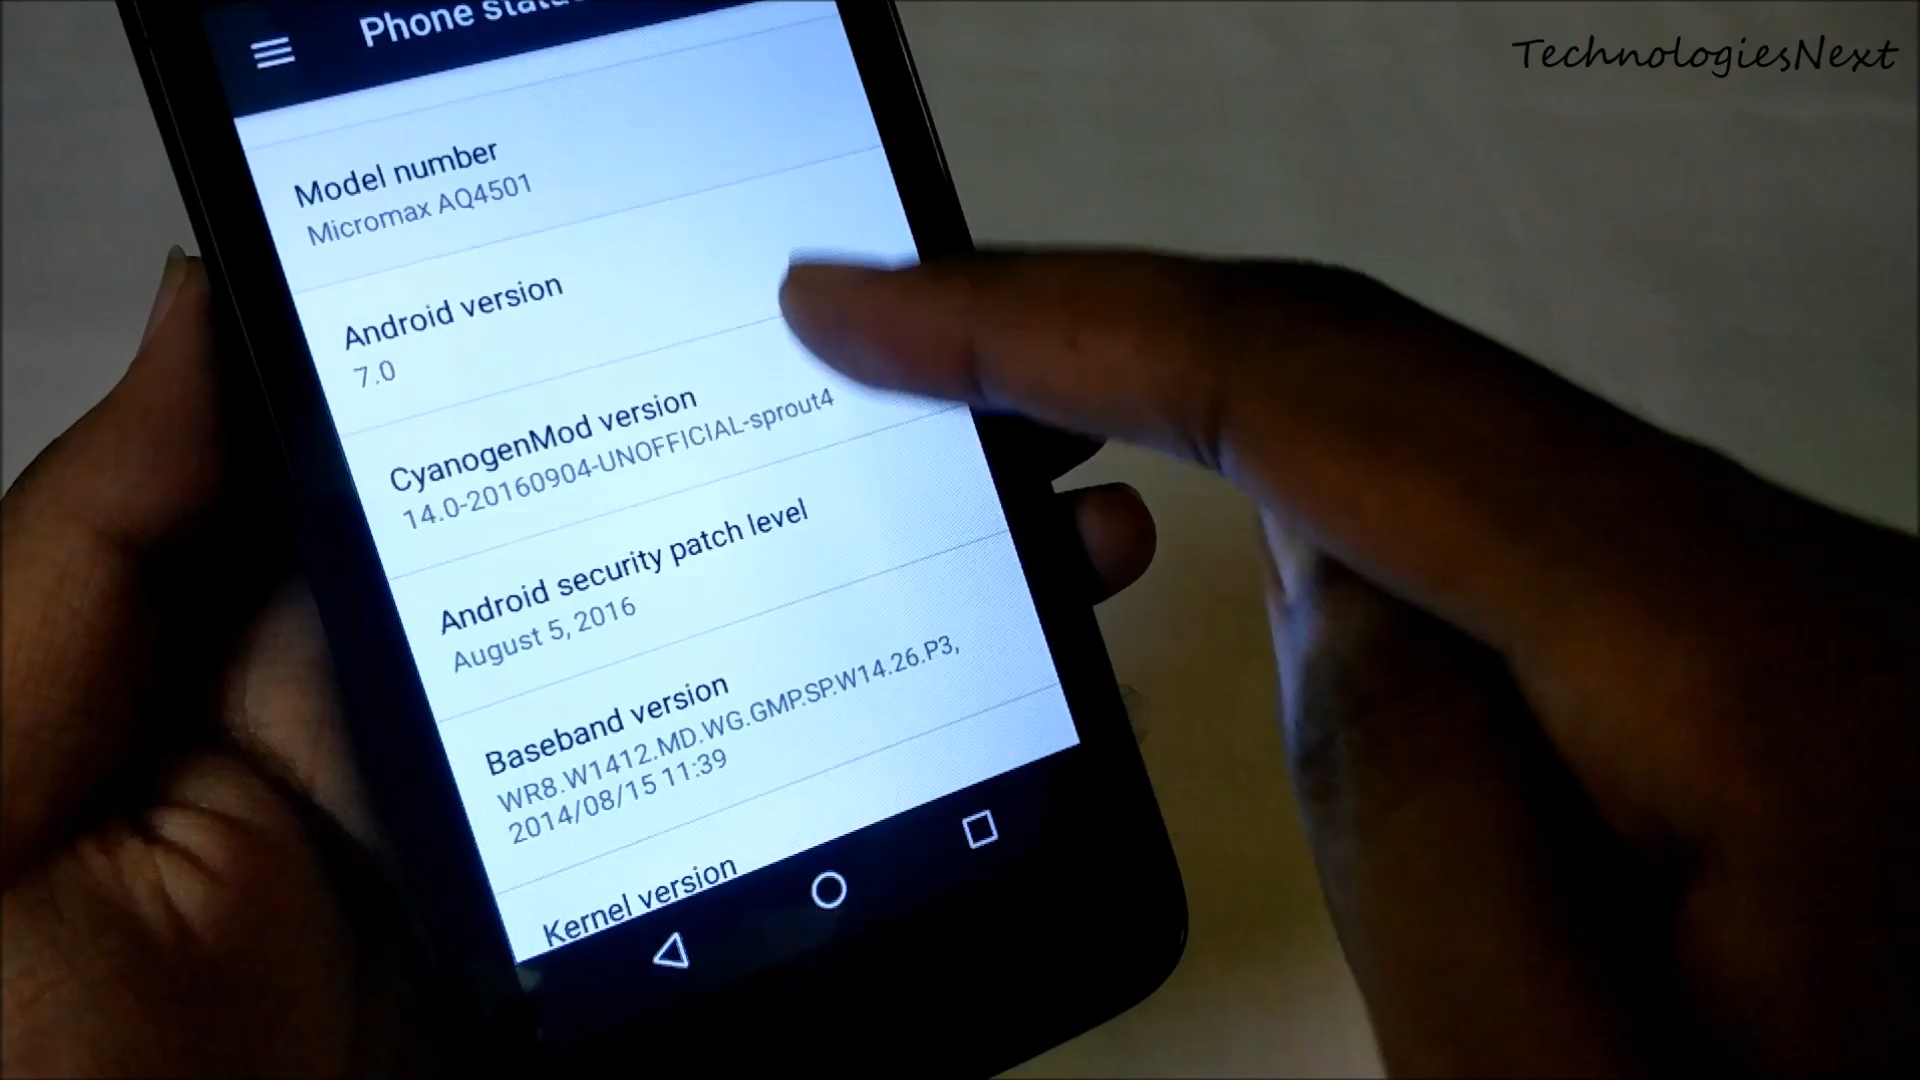 TechnologiesNext
Phone status
Model number
Micromax AQ4501
Android version
7.0
CyanogenMod version
14.0-20160904-UNOFFICIAL-sprout4
Android security patch level
August 5, 2016
Baseband version
WR8.W1412.MD.WG.GMP.SP.W14.26.P3,
2014/08/15 11:39
Kernel version